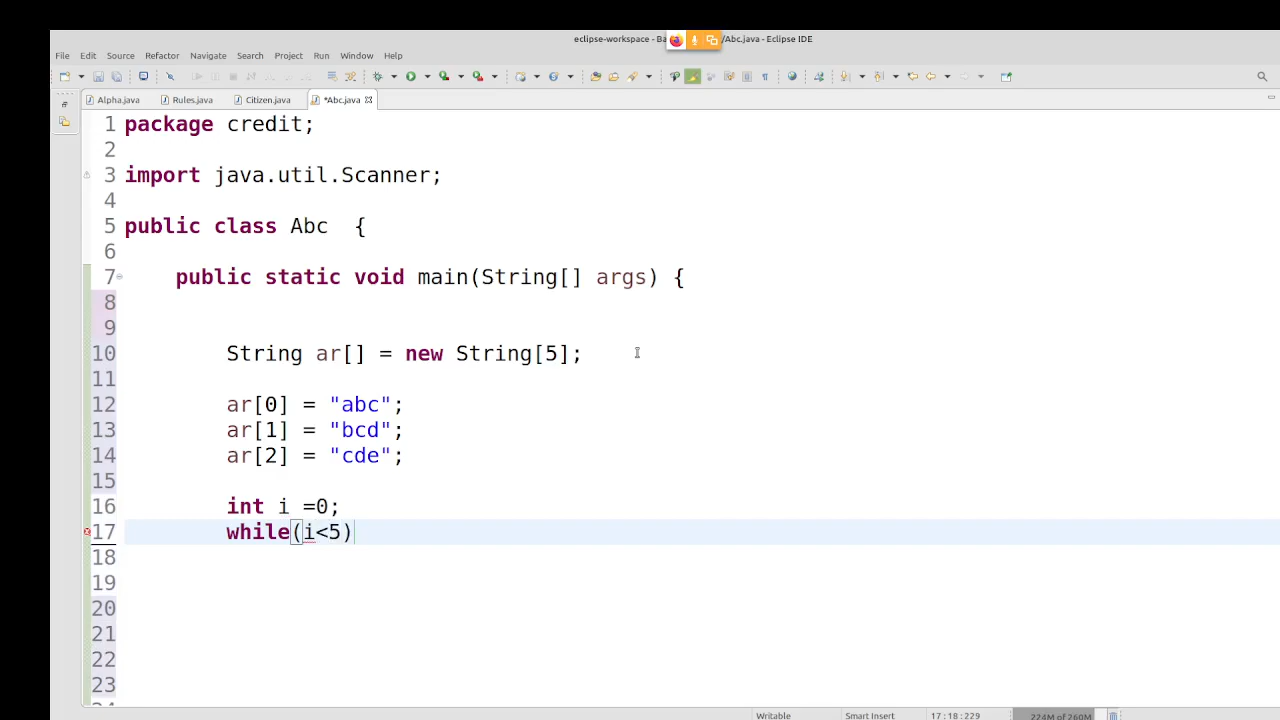 eclipse-workspace - Ba /Abc.java - Eclipse IDE
File Edit Source Refactor Navigate Search Project Run Window Help
Alpha.java Rules.java Citizen.java *Abc.java
1 package credit;
2
3 import java.util.Scanner;
4
5 public class Abc  {
6
7 public static void main(String[] args) {
8
9
10 String ar[] = new String[5];
11
12 ar[0] = "abc";
13 ar[1] = "bcd";
14 ar[2] = "cde";
15
16 int i =0;
17 while(i<5)
18
19
20
21
22
23
Writable Smart Insert 17 : 18 : 229 224M of 260M